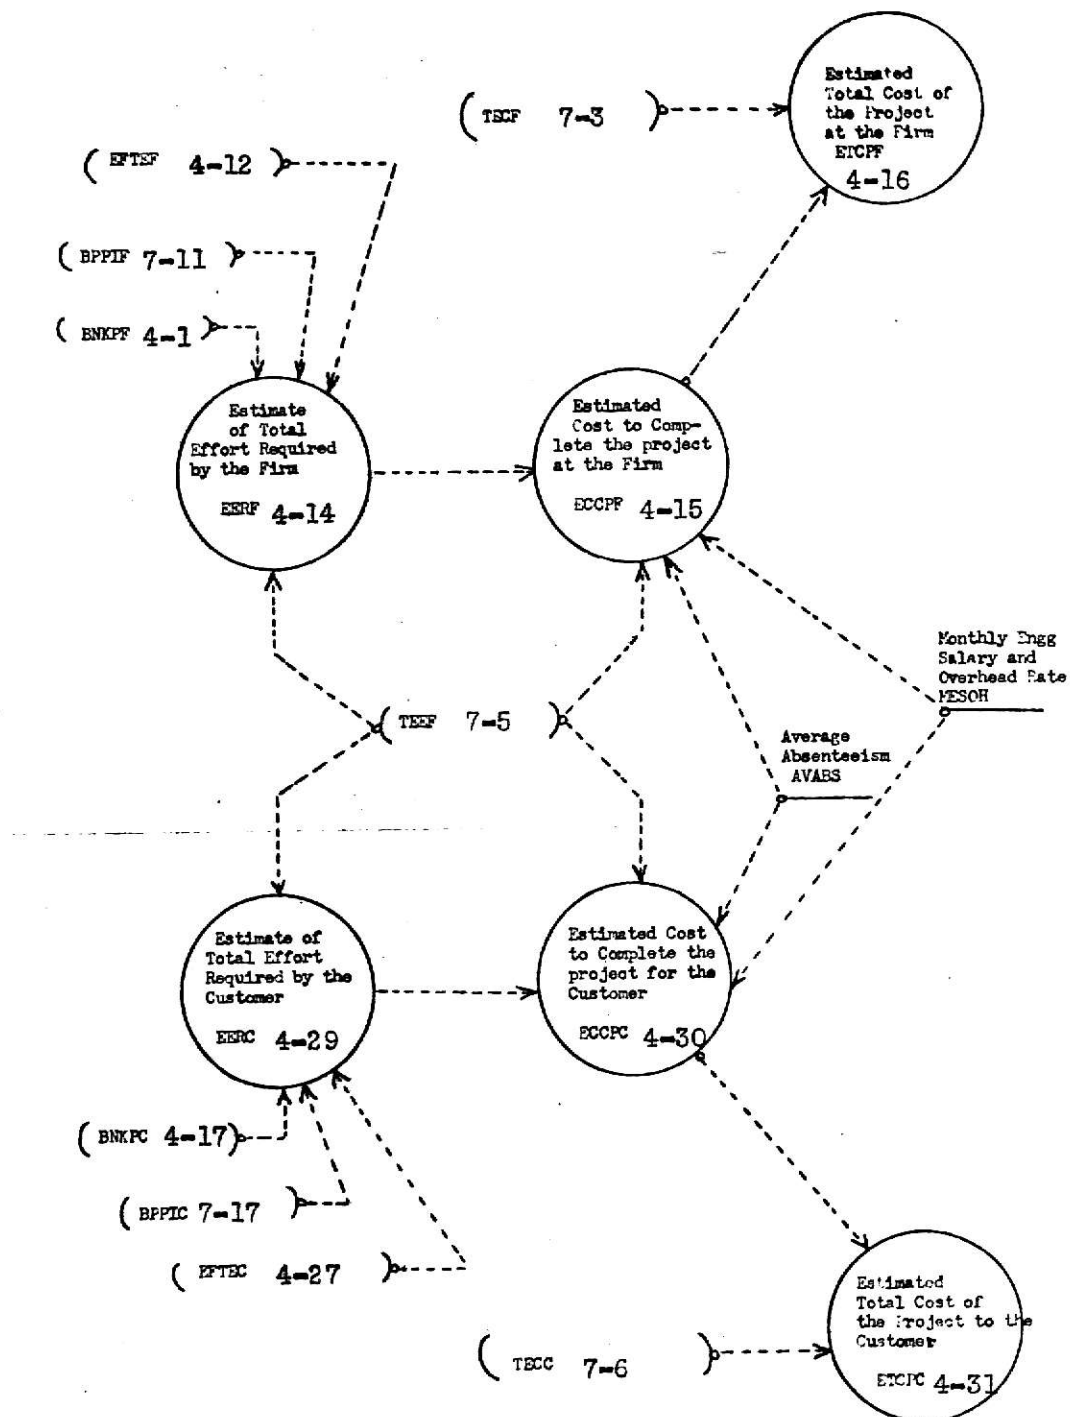 Estimated
Total Cost of
the Project
at the Firm
ETCPF
4-16
( TECF 7-3 )
( EFTEF 4-12 )
( BPPIF 7-11 )
( BNKPF 4-1 )
Estimate
of Total
Effort Required
by the Firm
EERF 4-14
Estimated
Cost to Comp-
lete the project
at the Firm
ECCPF 4-15
Monthly Engg
Salary and
Overhead Rate
MESOH
( TEEF 7-5 )
Average
Absenteeism
AVABS
Estimate of
Total Effort
Required by the
Customer
EERC 4-29
Estimated Cost
to Complete the
project for the
Customer
ECCPC 4-30
( BNKPC 4-17 )
( BPPIC 7-17 )
( EFTEC 4-27 )
Estimated
Total Cost of
the Project to the
Customer
ETCPC 4-31
( TECC 7-6 )